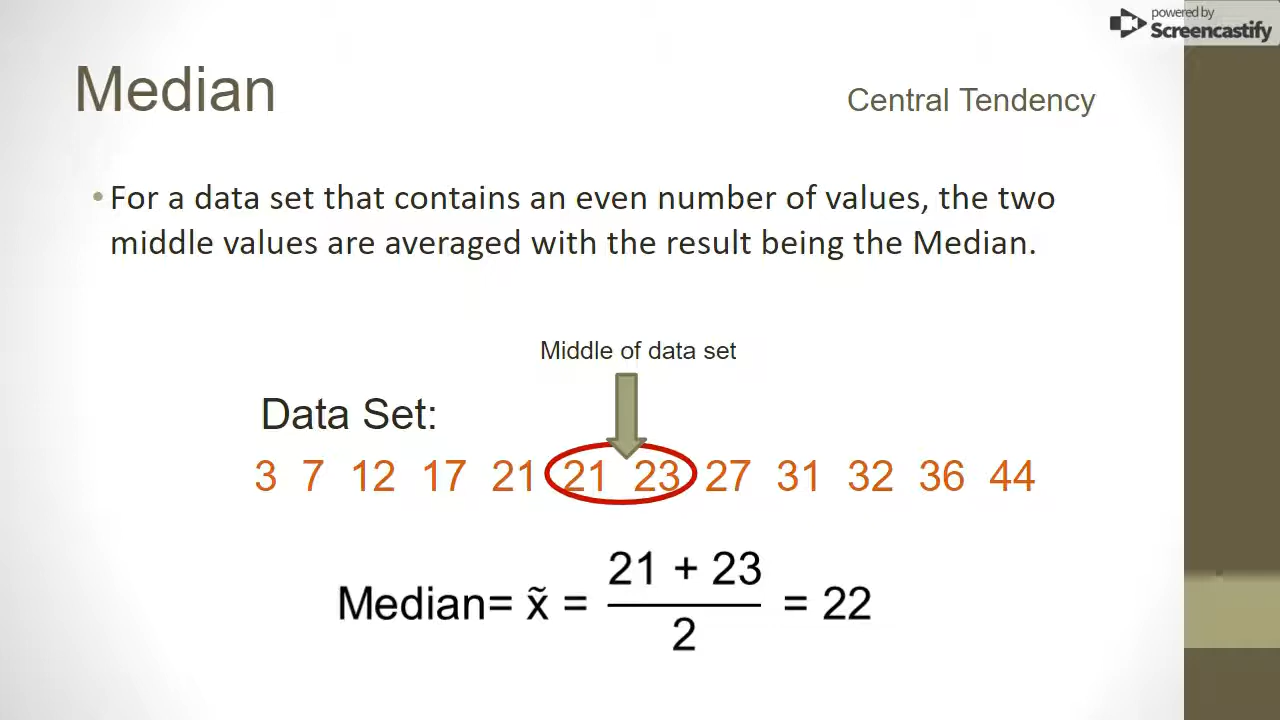 powered by
Screencastify
Median
Central Tendency
• For a data set that contains an even number of values, the two
middle values are averaged with the result being the Median.
Middle of data set
Data Set:
3 7 12 17 21 21 23 27 31 32 36 44
21 + 23
Median= x̃ = = 22
2